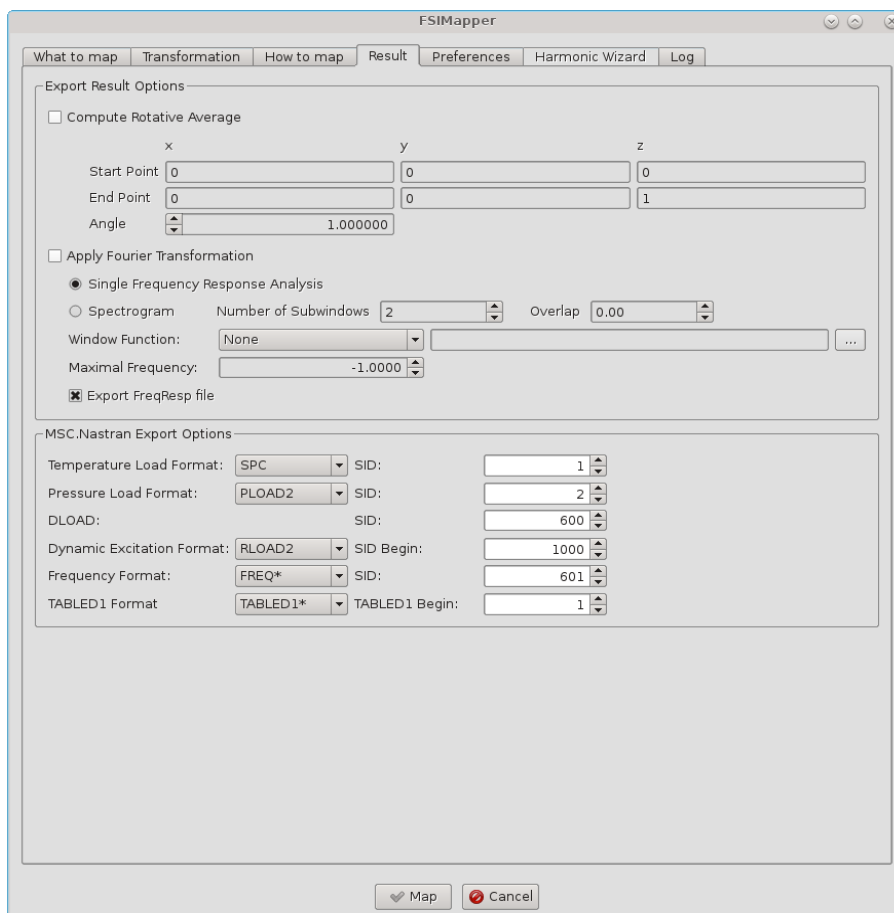 FSIMapper
What to map Transformation How to map Result Preferences Harmonic Wizard Log
Export Result Options
Compute Rotative Average
x y z
Start Point 0 0 0
End Point 0 0 1
Angle 1.000000
Apply Fourier Transformation
Single Frequency Response Analysis
Spectrogram Number of Subwindows 2 Overlap 0.00
Window Function: None ...
Maximal Frequency: -1.0000
Export FreqResp file
MSC.Nastran Export Options
Temperature Load Format: SPC SID: 1
Pressure Load Format: PLOAD2 SID: 2
DLOAD: SID: 600
Dynamic Excitation Format: RLOAD2 SID Begin: 1000
Frequency Format: FREQ* SID: 601
TABLED1 Format TABLED1* TABLED1 Begin: 1
Map Cancel